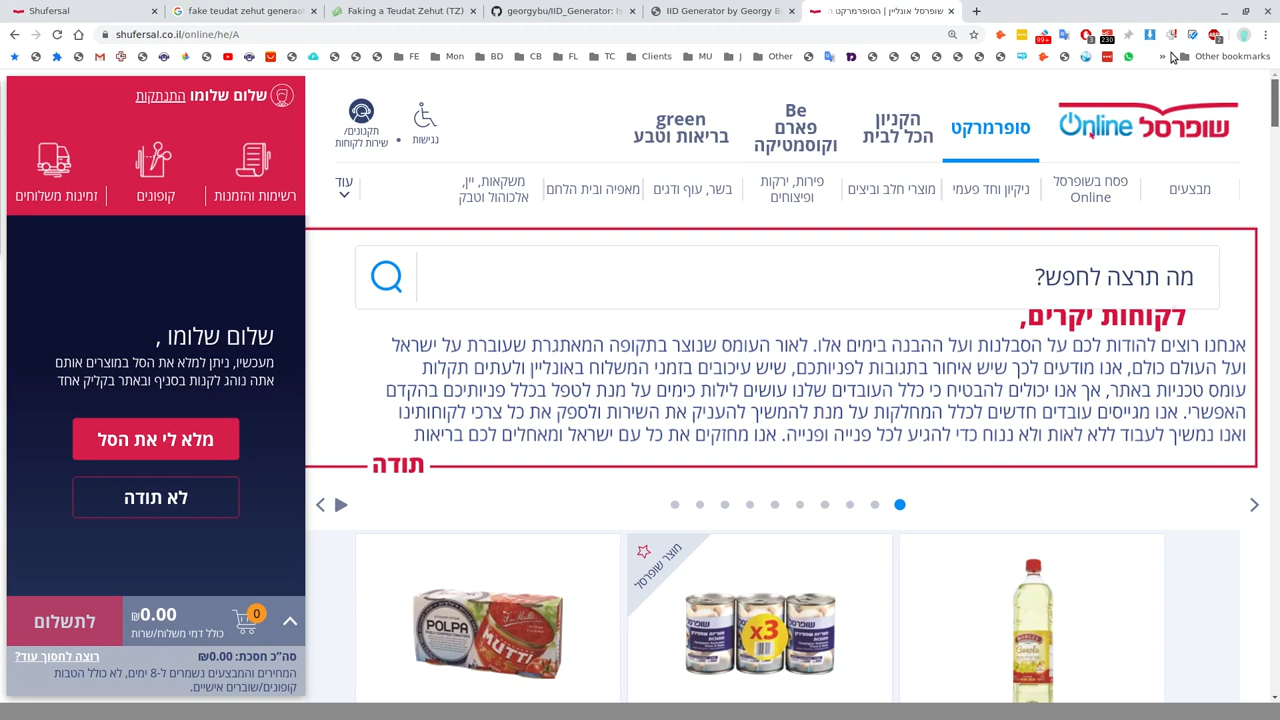 Shufersal
fake teudat zehut generao
Faking a Teudat Zehut (TZ)
georgybu/IID_Generator: Is
IID Generator by Georgy B
שופרסל אונליין | הסופרמרקט ה
shufersal.co.il/online/he/A
99+
3
230
2
FE
Mon
BD
CB
FL
TC
Clients
MU
J
Other
»
Other bookmarks
שלום שלומו התנתקות
רשימות והזמנות
קופונים
זמינות משלוחים
שופרסל Online
סופרמרקט
הקניון
הכל לבית
Be
פארם
וקוסמטיקה
green
בריאות וטבע
נגישות
תקנונים/
שירות לקוחות
מבצעים
פסח בשופרסל
Online
ניקיון וחד פעמי
מוצרי חלב וביצים
פירות, ירקות
ופיצוחים
בשר, עוף ודגים
מאפיה ובית הלחם
משקאות, יין,
אלכוהול וטבק
עוד
מה תרצה לחפש?
לקוחות יקרים,
אנחנו רוצים להודות לכם על הסבלנות ועל ההבנה בימים אלו. לאור העומס שנוצר בתקופה המאתגרת שעוברת על ישראל
ועל העולם כולם, אנו מודעים לכך שיש איחור בתגובות לפניותכם, שיש עיכובים בזמני המשלוח באונליין ולעתים תקלות
עומס טכניות באתר, אך אנו יכולים להבטיח כי כלל העובדים שלנו עושים לילות כימים על מנת לטפל בכלל פניותיכם בהקדם
האפשרי. אנו מגייסים עובדים חדשים לכלל המחלקות על מנת להמשיך להעניק את השירות ולספק את כל צרכי לקוחותינו
ואנו נמשיך לעבוד ללא לאות ולא ננוח כדי להגיע לכל פנייה ופנייה. אנו מחזקים את כל עם ישראל ומאחלים לכם בריאות
תודה
שלום שלומו ,
מעכשיו, ניתן למלא את הסל במוצרים אותם
אתה נוהג לקנות בסניף ובאתר בקליק אחד
מלא לי את הסל
לא תודה
0
₪0.00
כולל דמי משלוח/שרות
לתשלום
סה"כ חסכת: ₪0.00
רוצה לחסוך עוד?
המחירים והמבצעים נשמרים ל-8 ימים, לא כולל הטבות
קופונים/שוברים אישיים.
POLPA
MUTTI
מוצר שופרסל
שופרסל
x3
Canola